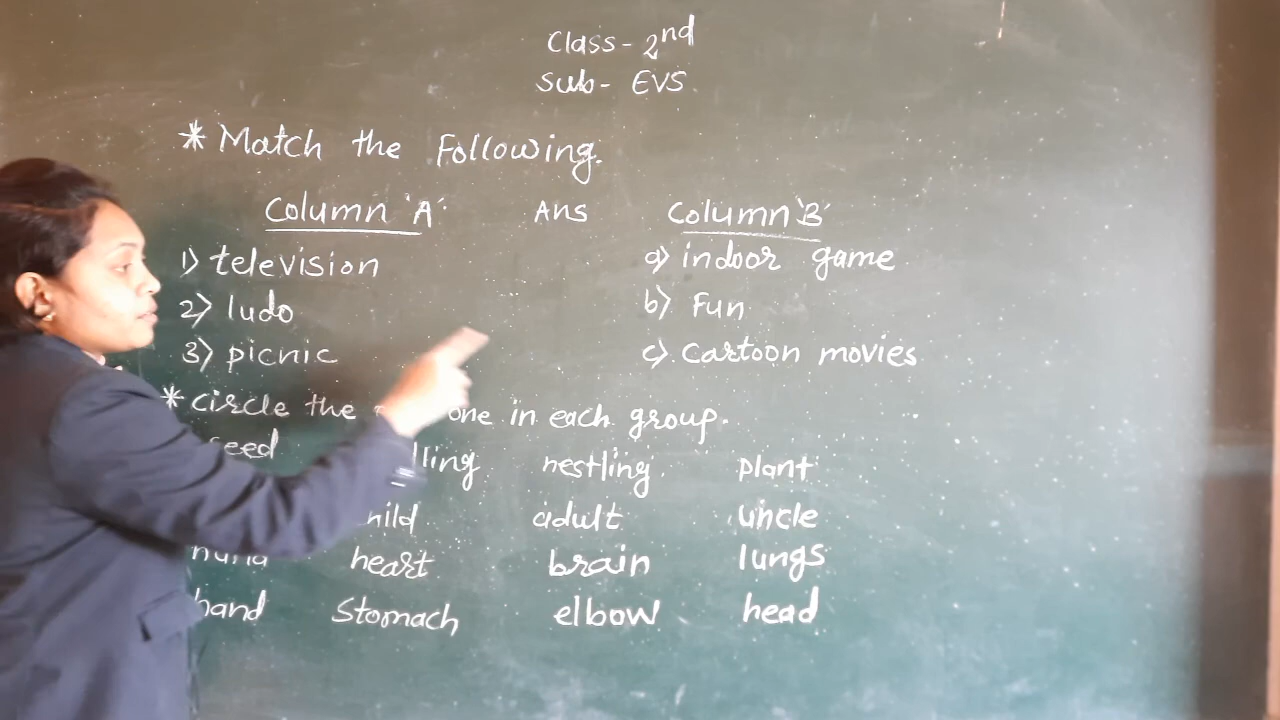 Class - 2nd
Sub - EVS
* Match the Following.
Column 'A' Ans Column 'B'
1) television a) indoor game
2) ludo b) Fun
3) picnic c) Cartoon movies
* Circle the one in each group.
seed nestling plant
adult uncle
heart brain lungs
hand Stomach elbow head